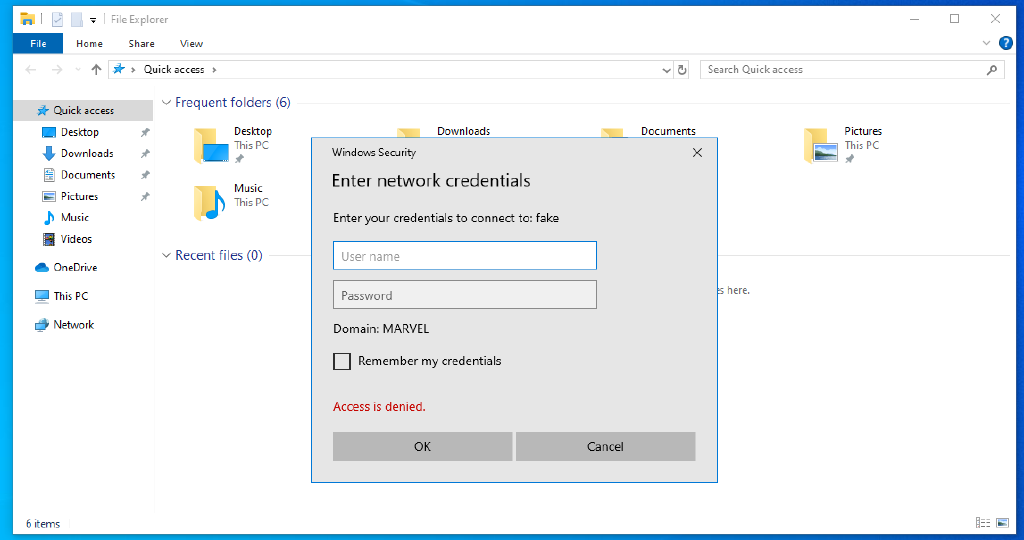 File Explorer
File Home Share View
Quick access
Search Quick access
Quick access
Desktop
Downloads
Documents
Pictures
Music
Videos
OneDrive
This PC
Network
Frequent folders (6)
Desktop
This PC
Downloads
Documents
Pictures
This PC
Music
This PC
Recent files (0)
es here.
Windows Security
Enter network credentials
Enter your credentials to connect to: fake
User name
Password
Domain: MARVEL
Remember my credentials
Access is denied.
OK Cancel
6 items